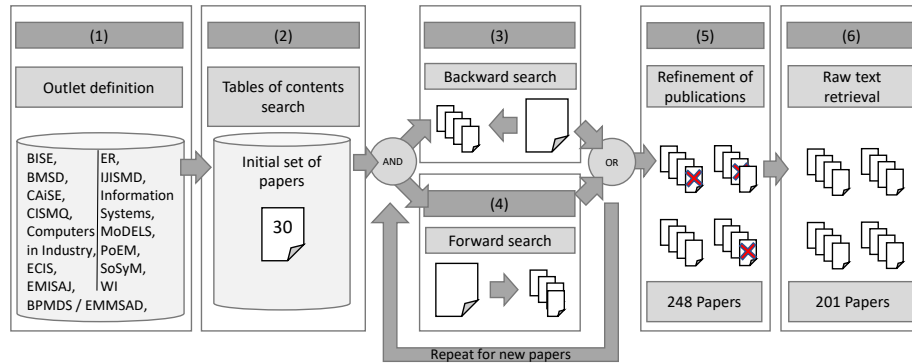 (1)
Outlet definition
BISE,
BMSD,
CAiSE,
CISMQ,
Computers
in Industry,
ECIS,
EMISAJ,
BPMDS / EMMSAD,
ER,
IJISMD,
Information
Systems,
MoDELS,
PoEM,
SoSyM,
WI
(2)
Tables of contents
search
Initial set of
papers
30
AND
(3)
Backward search
(4)
Forward search
OR
Repeat for new papers
(5)
Refinement of
publications
248 Papers
(6)
Raw text
retrieval
201 Papers